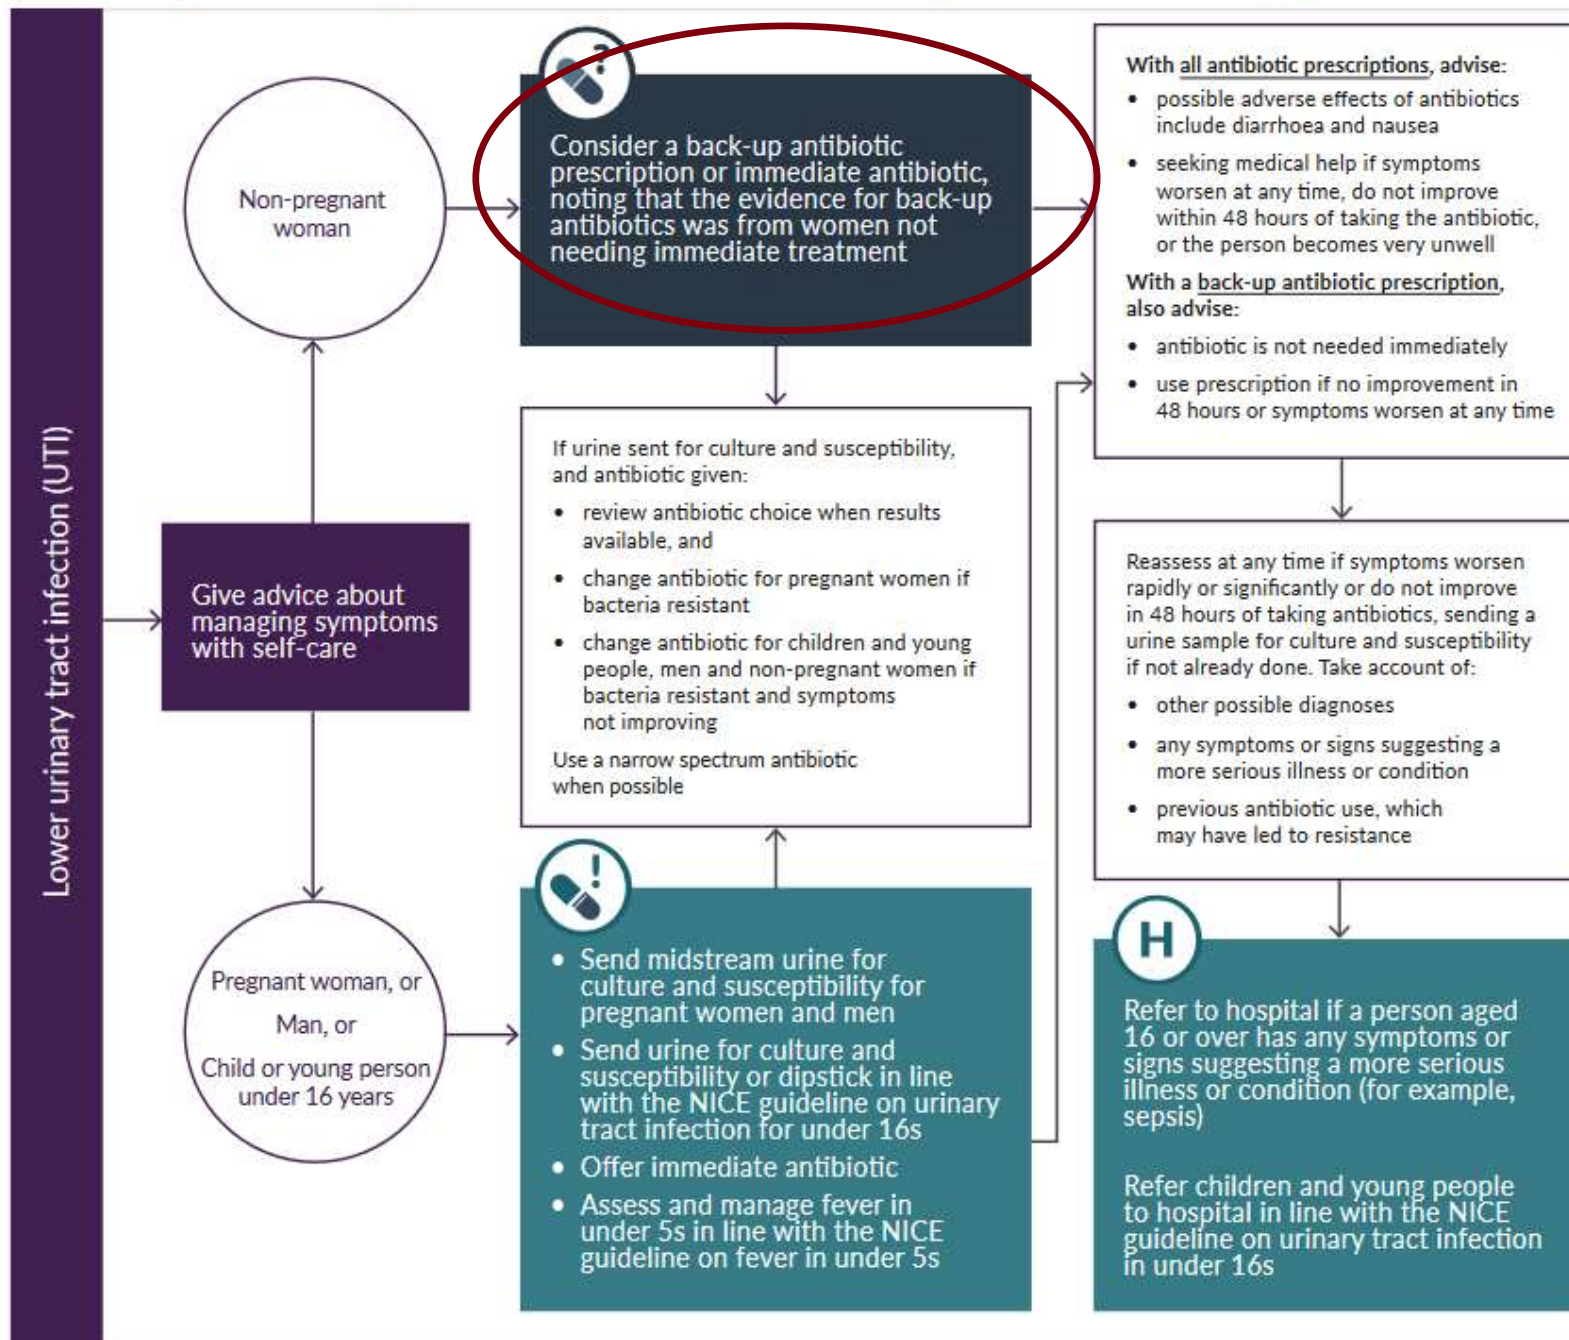 Lower urinary tract infection (UTI)
Give advice about
managing symptoms
with self-care
Non-pregnant
woman
?
Consider a back-up antibiotic
prescription or immediate antibiotic,
noting that the evidence for back-up
antibiotics was from women not
needing immediate treatment
If urine sent for culture and susceptibility,
and antibiotic given:
• review antibiotic choice when results
available, and
• change antibiotic for pregnant women if
bacteria resistant
• change antibiotic for children and young
people, men and non-pregnant women if
bacteria resistant and symptoms
not improving
Use a narrow spectrum antibiotic
when possible
Pregnant woman, or
Man, or
Child or young person
under 16 years
!
• Send midstream urine for
culture and susceptibility for
pregnant women and men
• Send urine for culture and
susceptibility or dipstick in line
with the NICE guideline on urinary
tract infection for under 16s
• Offer immediate antibiotic
• Assess and manage fever in
under 5s in line with the NICE
guideline on fever in under 5s
With all antibiotic prescriptions, advise:
• possible adverse effects of antibiotics
include diarrhoea and nausea
• seeking medical help if symptoms
worsen at any time, do not improve
within 48 hours of taking the antibiotic,
or the person becomes very unwell
With a back-up antibiotic prescription,
also advise:
• antibiotic is not needed immediately
• use prescription if no improvement in
48 hours or symptoms worsen at any time
Reassess at any time if symptoms worsen
rapidly or significantly or do not improve
in 48 hours of taking antibiotics, sending a
urine sample for culture and susceptibility
if not already done. Take account of:
• other possible diagnoses
• any symptoms or signs suggesting a
more serious illness or condition
• previous antibiotic use, which
may have led to resistance
H
Refer to hospital if a person aged
16 or over has any symptoms or
signs suggesting a more serious
illness or condition (for example,
sepsis)
Refer children and young people
to hospital in line with the NICE
guideline on urinary tract infection
in under 16s